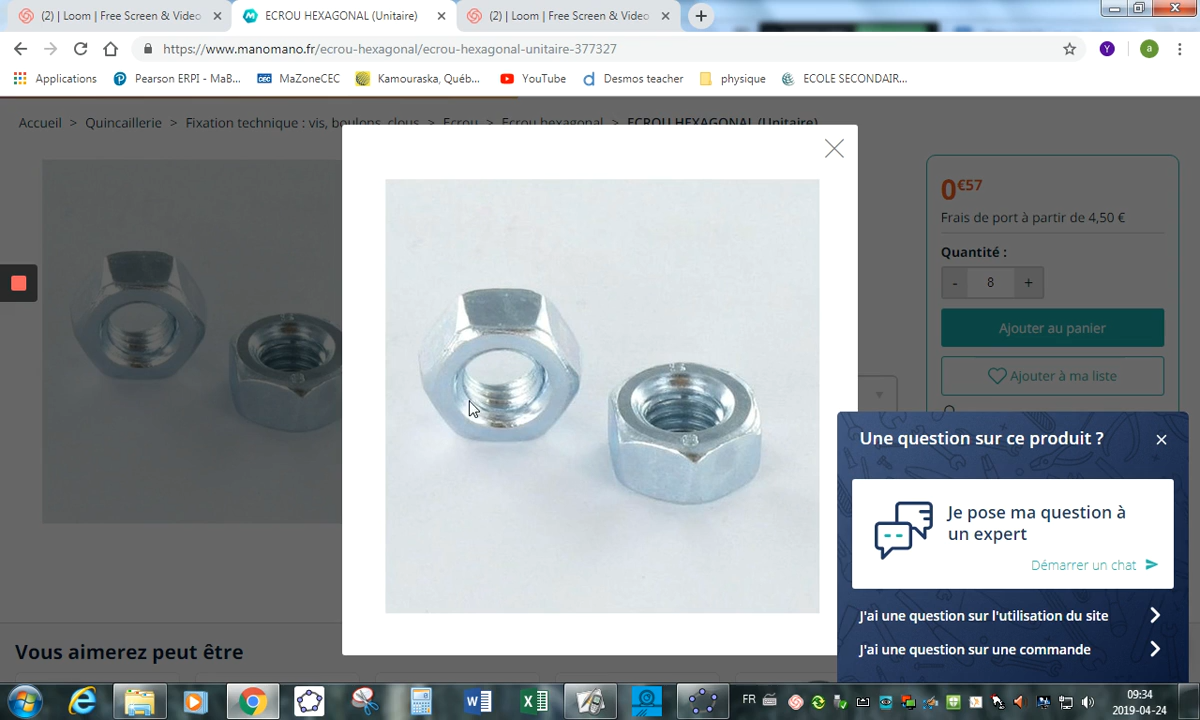 (2) | Loom | Free Screen & Video
ECROU HEXAGONAL (Unitaire)
(2) | Loom | Free Screen & Video
https://www.manomano.fr/ecrou-hexagonal/ecrou-hexagonal-unitaire-377327
Y
a
Applications
Pearson ERPI - MaB...
MaZoneCEC
Kamouraska, Québ...
YouTube
Desmos teacher
physique
ECOLE SECONDAIR...
Accueil > Quincaillerie > Fixation technique : vis, boulons, clous > Ecrou > Ecrou hexagonal > ECROU HEXAGONAL (Unitaire)
0€57
Frais de port à partir de 4,50 €
Quantité :
- 8 +
Ajouter au panier
Ajouter à ma liste
Une question sur ce produit ?
Je pose ma question à
un expert
Démarrer un chat
J'ai une question sur l'utilisation du site
J'ai une question sur une commande
Vous aimerez peut être
FR
09:34
2019-04-24